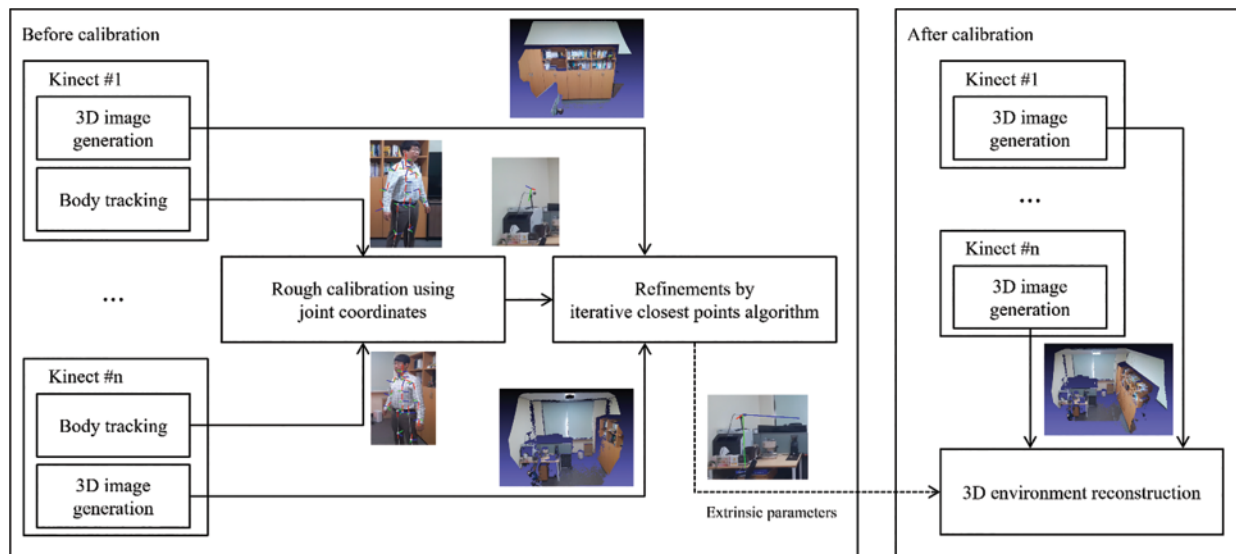 Before calibration
Kinect #1
3D image
generation
Body tracking
...
Kinect #n
Body tracking
3D image
generation
Rough calibration using
joint coordinates
Refinements by
iterative closest points algorithm
Extrinsic parameters
After calibration
Kinect #1
3D image
generation
...
Kinect #n
3D image
generation
3D environment reconstruction